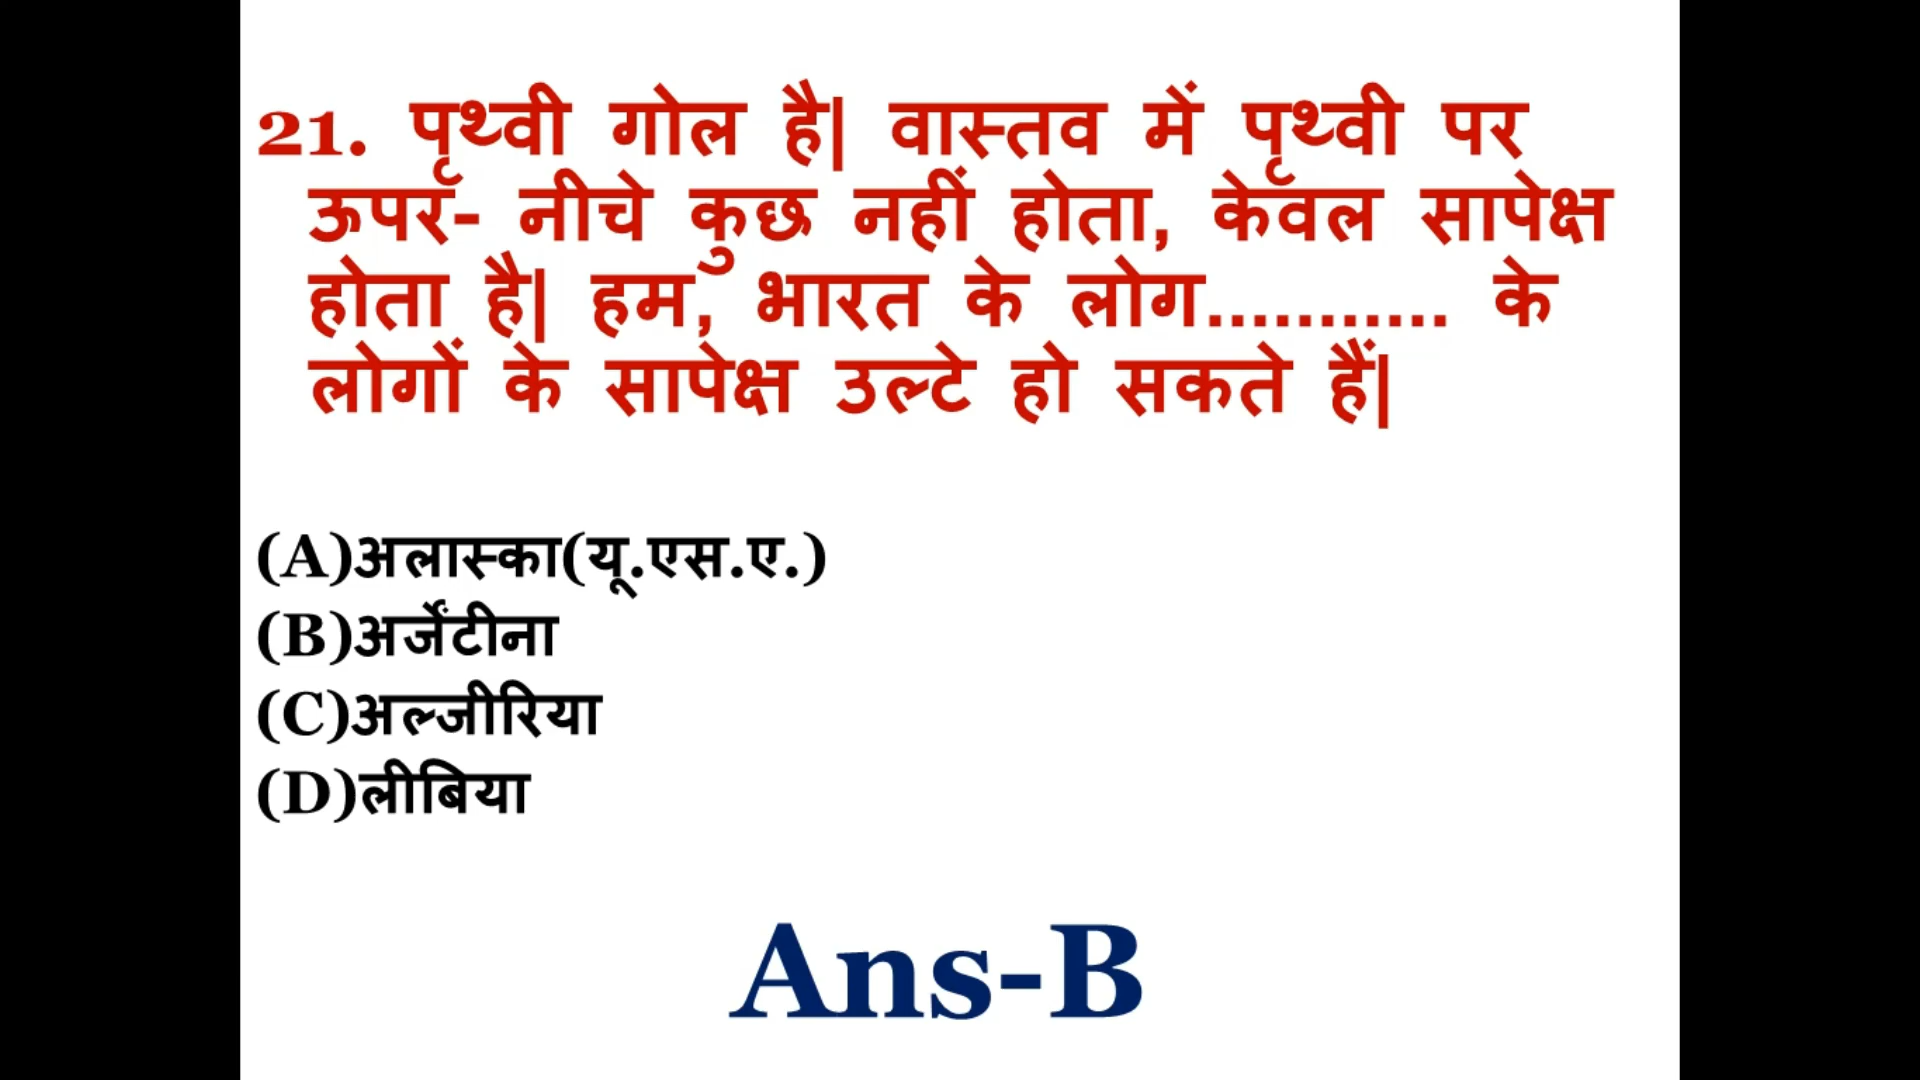 21. पृथ्वी गोल है| वास्तव में पृथ्वी पर
ऊपर- नीचे कुछ नहीं होता, केवल सापेक्ष
होता है| हम, भारत के लोग........... के
लोगों के सापेक्ष उल्टे हो सकते हैं|
(A)अलास्का(यू.एस.ए.)
(B)अर्जेंटीना
(C)अल्जीरिया
(D)लीबिया
Ans-B